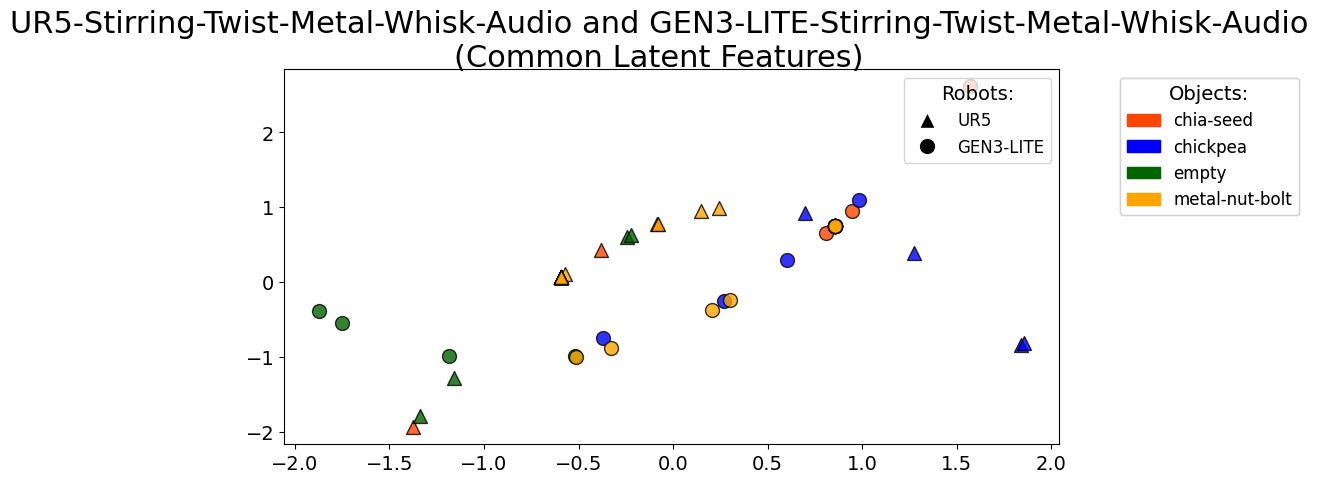 UR5-Stirring-Twist-Metal-Whisk-Audio and GEN3-LITE-Stirring-Twist-Metal-Whisk-Audio
(Common Latent Features)
Robots:
UR5
GEN3-LITE
Objects:
chia-seed
chickpea
empty
metal-nut-bolt
2
1
0
−1
−2
−2.0 −1.5 −1.0 −0.5 0.0 0.5 1.0 1.5 2.0